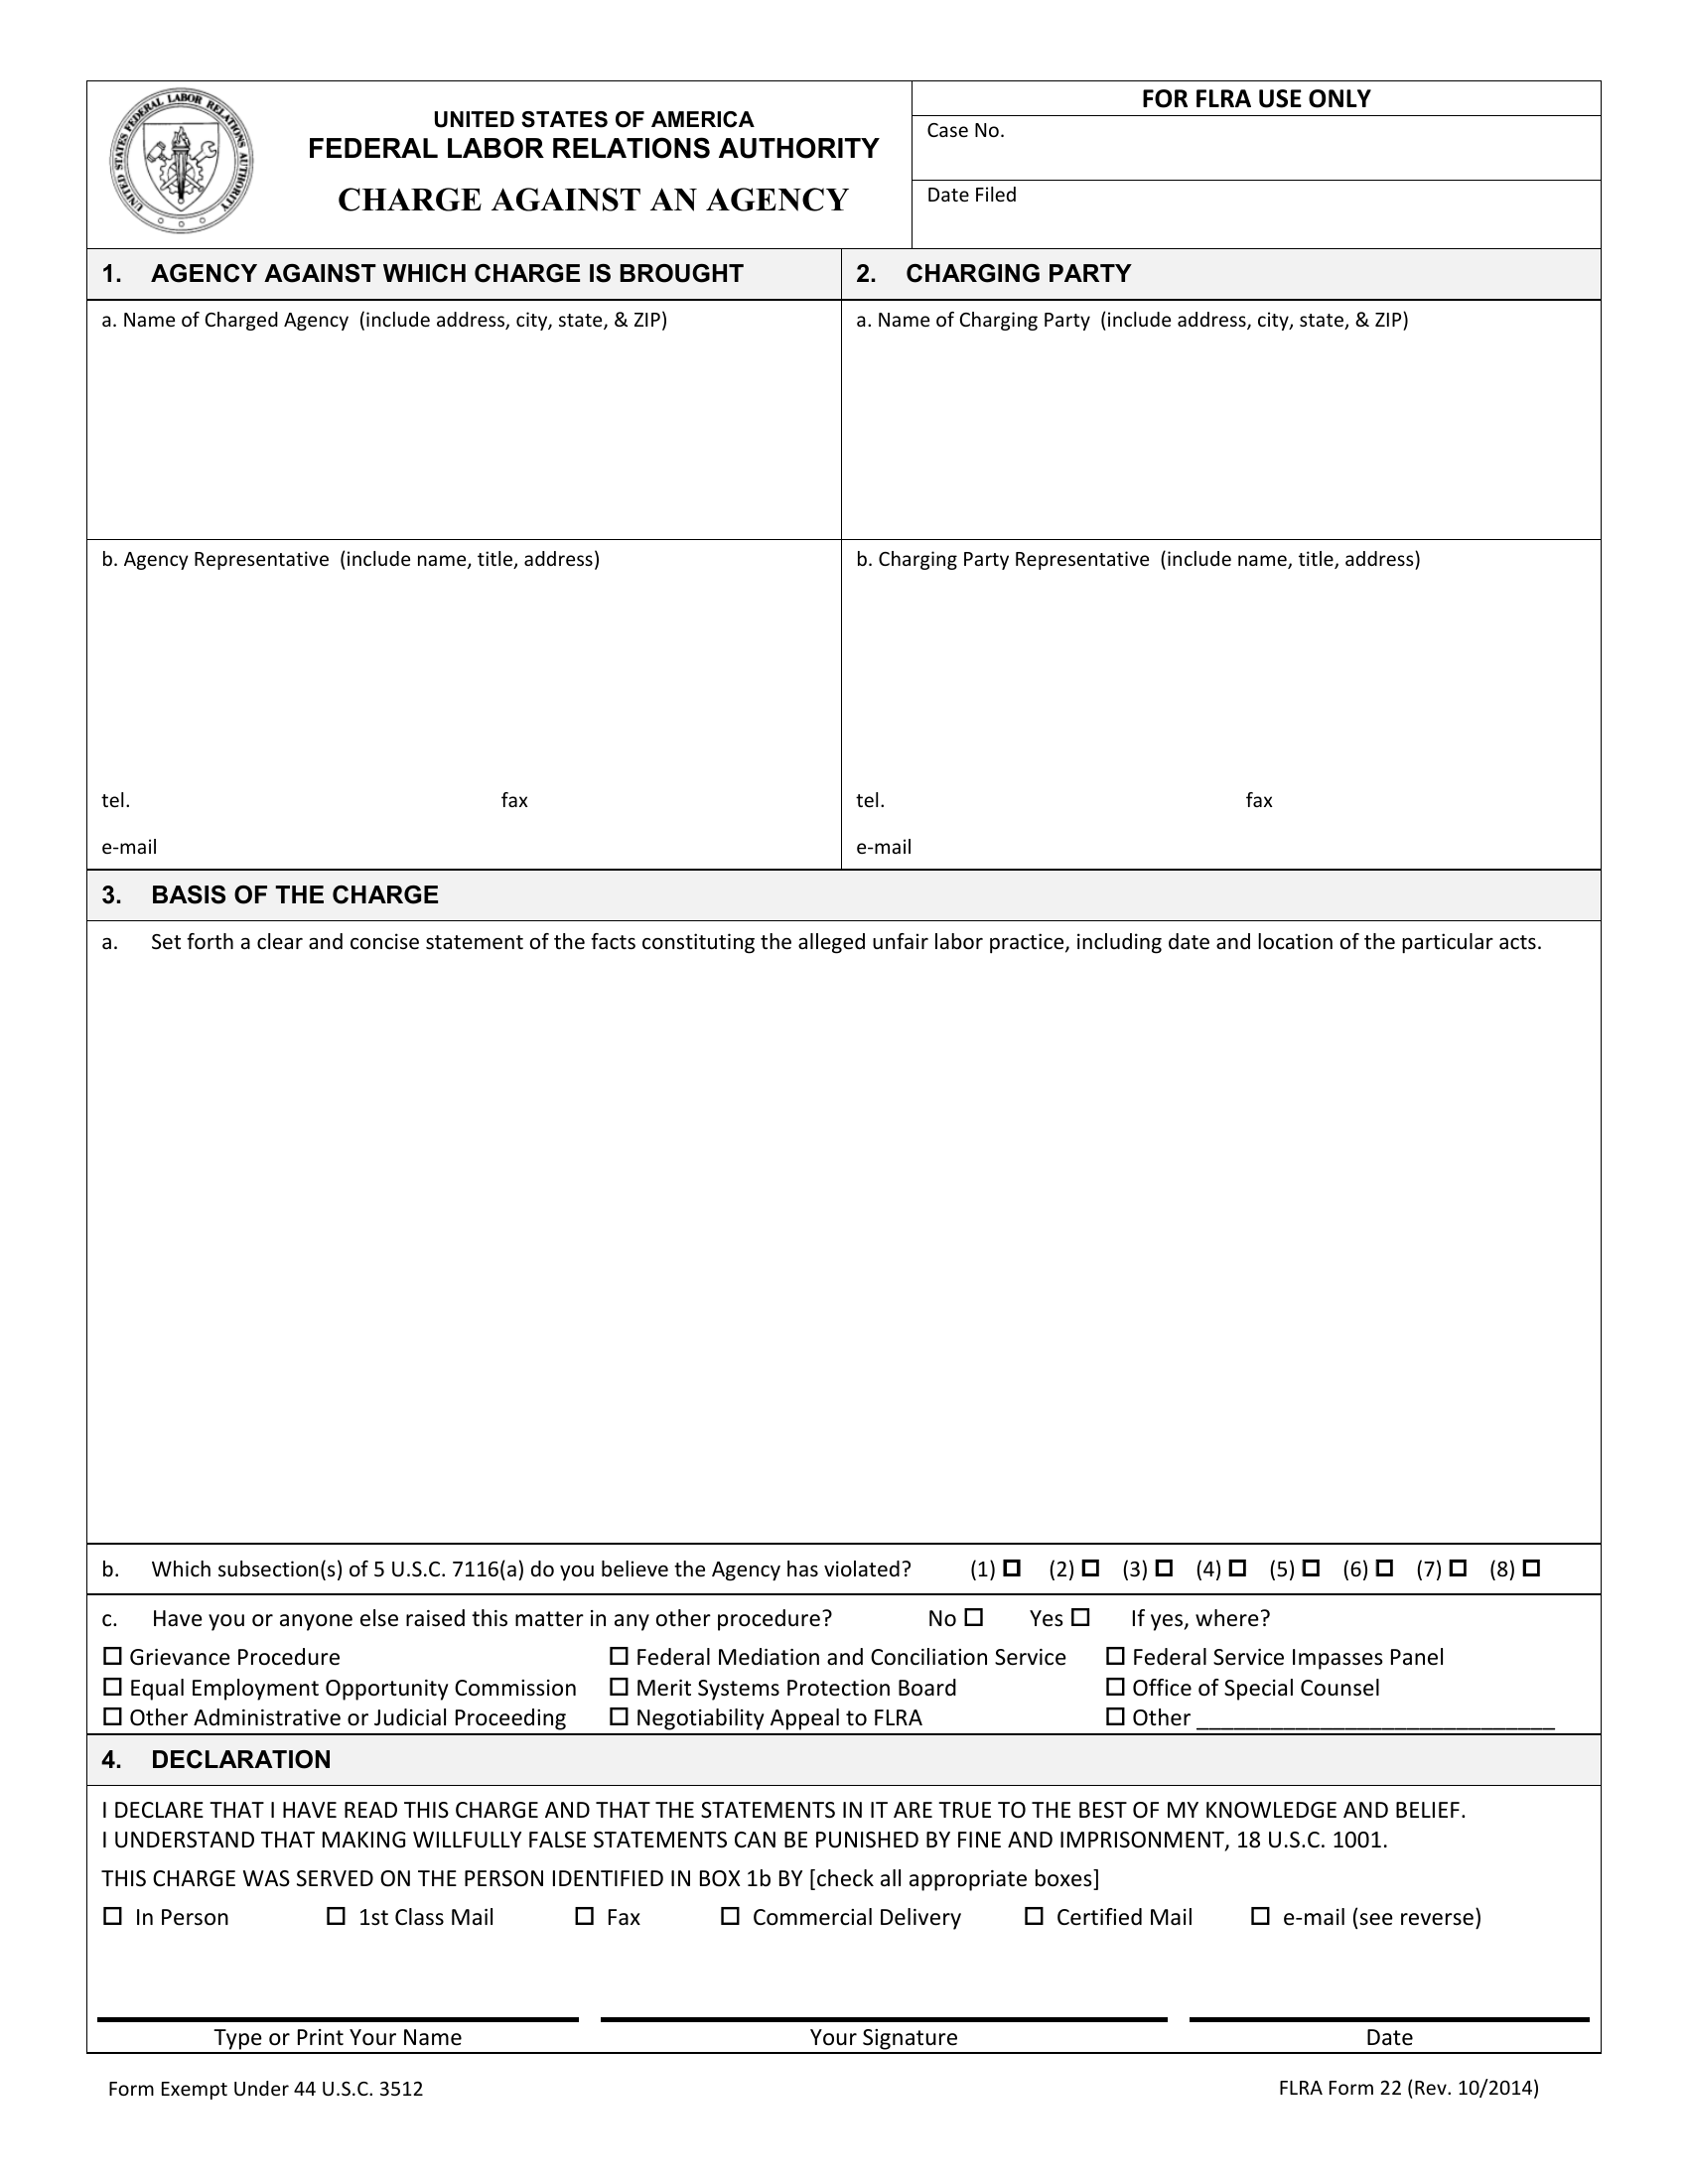 UNITED STATES FEDERAL LABOR RELATIONS AUTHORITY
UNITED STATES OF AMERICA
FEDERAL LABOR RELATIONS AUTHORITY
CHARGE AGAINST AN AGENCY
FOR FLRA USE ONLY
Case No.
Date Filed
1. AGENCY AGAINST WHICH CHARGE IS BROUGHT
2. CHARGING PARTY
a. Name of Charged Agency (include address, city, state, & ZIP)
a. Name of Charging Party (include address, city, state, & ZIP)
b. Agency Representative (include name, title, address)
b. Charging Party Representative (include name, title, address)
tel. fax
tel. fax
e-mail
e-mail
3. BASIS OF THE CHARGE
a. Set forth a clear and concise statement of the facts constituting the alleged unfair labor practice, including date and location of the particular acts.
b. Which subsection(s) of 5 U.S.C. 7116(a) do you believe the Agency has violated? (1) ☐ (2) ☐ (3) ☐ (4) ☐ (5) ☐ (6) ☐ (7) ☐ (8) ☐
c. Have you or anyone else raised this matter in any other procedure? No ☐ Yes ☐ If yes, where?
☐ Grievance Procedure ☐ Federal Mediation and Conciliation Service ☐ Federal Service Impasses Panel
☐ Equal Employment Opportunity Commission ☐ Merit Systems Protection Board ☐ Office of Special Counsel
☐ Other Administrative or Judicial Proceeding ☐ Negotiability Appeal to FLRA ☐ Other ______________________________
4. DECLARATION
I DECLARE THAT I HAVE READ THIS CHARGE AND THAT THE STATEMENTS IN IT ARE TRUE TO THE BEST OF MY KNOWLEDGE AND BELIEF.
I UNDERSTAND THAT MAKING WILLFULLY FALSE STATEMENTS CAN BE PUNISHED BY FINE AND IMPRISONMENT, 18 U.S.C. 1001.
THIS CHARGE WAS SERVED ON THE PERSON IDENTIFIED IN BOX 1b BY [check all appropriate boxes]
☐ In Person ☐ 1st Class Mail ☐ Fax ☐ Commercial Delivery ☐ Certified Mail ☐ e-mail (see reverse)
Type or Print Your Name Your Signature Date
Form Exempt Under 44 U.S.C. 3512
FLRA Form 22 (Rev. 10/2014)